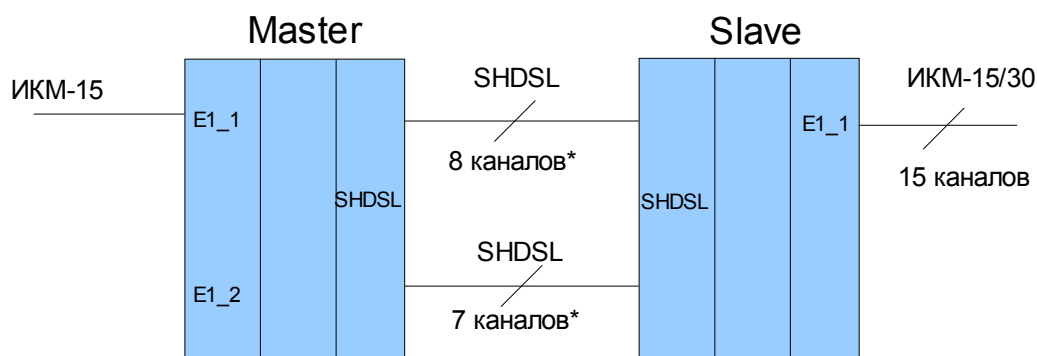 Master
Slave
ИКМ-15
SHDSL
ИКМ-15/30
E1_1
E1_1
8 каналов*
15 каналов
SHDSL
SHDSL
SHDSL
E1_2
7 каналов*